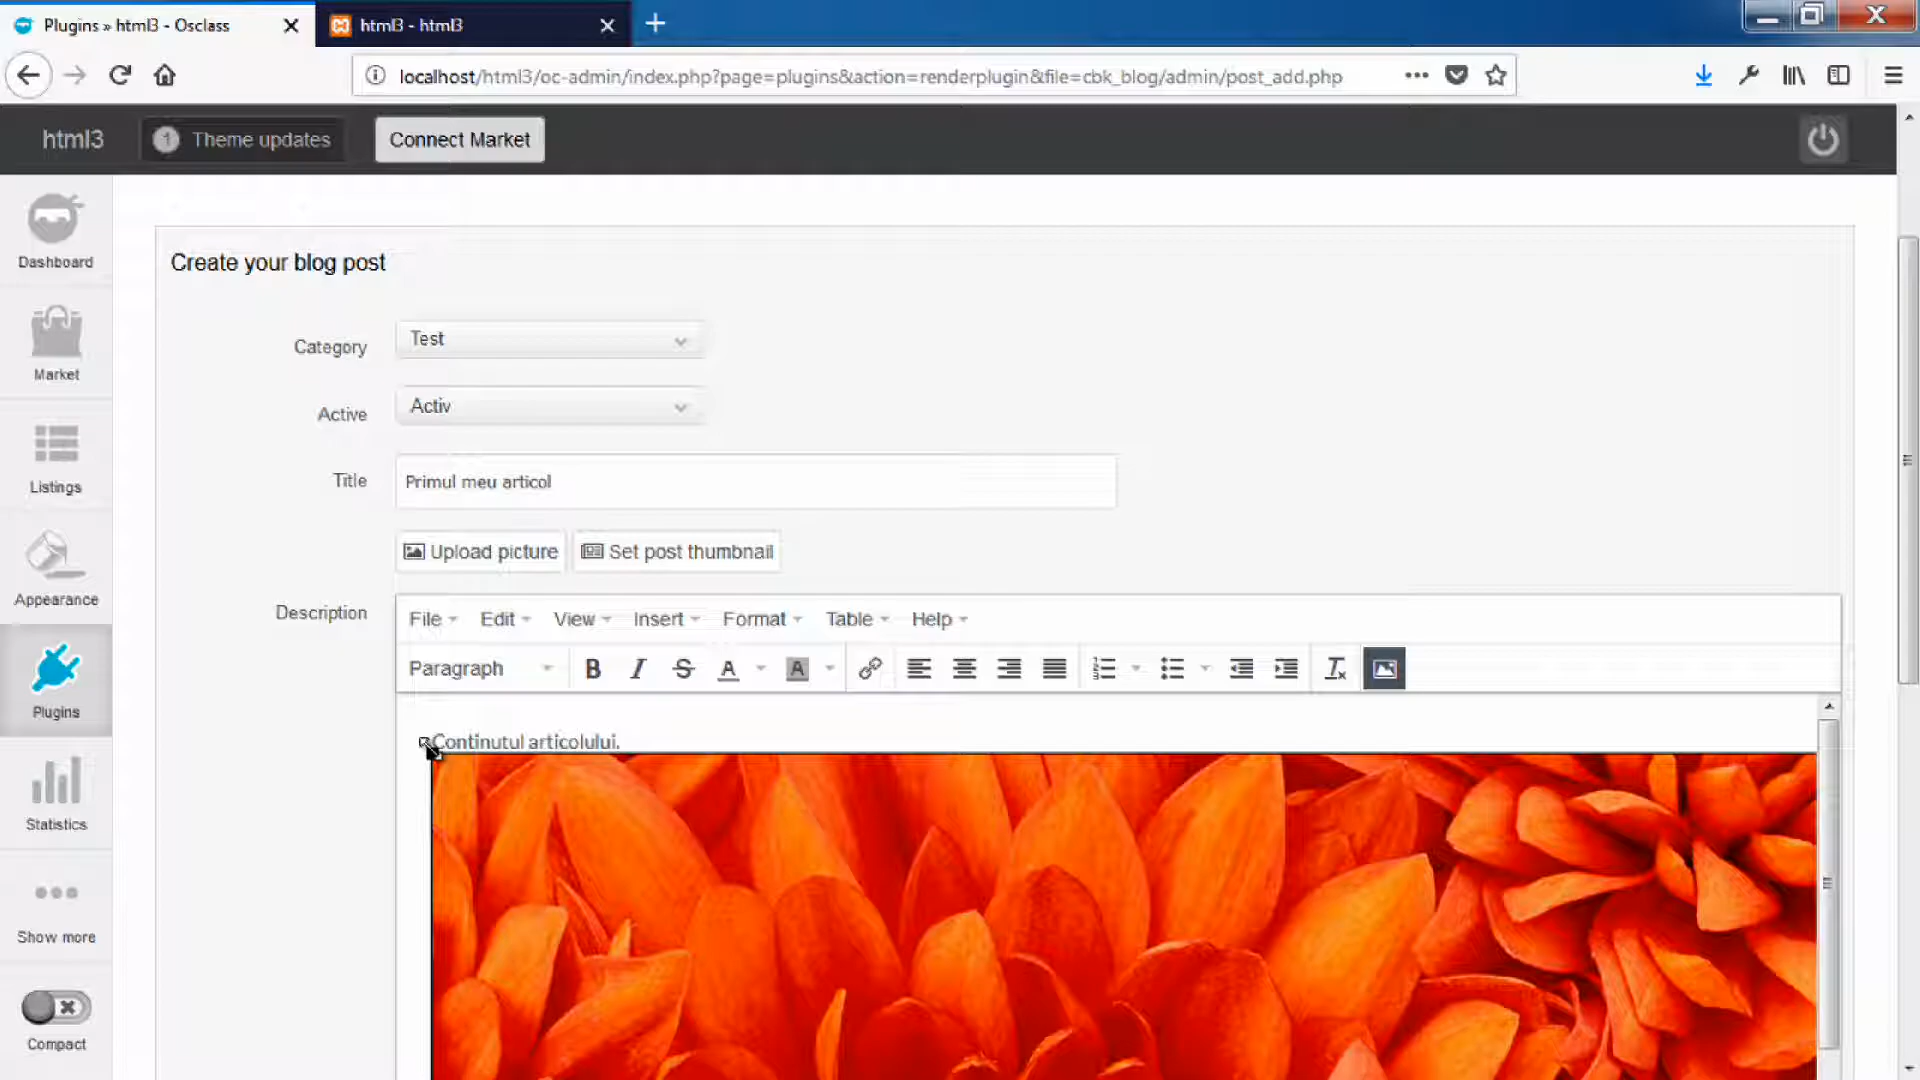 Plugins » html3 - Osclass
html3 - html3
localhost/html3/oc-admin/index.php?page=plugins&action=renderplugin&file=cbk_blog/admin/post_add.php
html3
1 Theme updates
Connect Market
Dashboard
Market
Listings
Appearance
Plugins
Statistics
Show more
Compact
Create your blog post
Category
Test
Active
Activ
Title
Primul meu articol
Upload picture
Set post thumbnail
Description
File Edit View Insert Format Table Help
Paragraph
Continutul articolului.